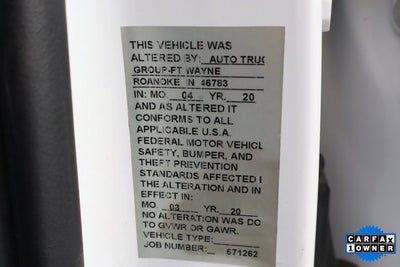 THIS VEHICLE WAS
ALTERED BY: AUTO TRUC
GROUP-FT WAYNE
ROANOKE IN 46783
IN: MO. 04 YR. 20
AND AS ALTERED IT
CONFORMS TO ALL
APPLICABLE U.S.A.
FEDERAL MOTOR VEHICL
SAFETY, BUMPER, AND
THEFT PREVENTION
STANDARDS AFFECTED
THE ALTERATION AND IN
EFFECT IN:
MO. 03 YR. 20
NO ALTERATION WAS DO
TO GVWR OR GAWR.
VEHICLE TYPE:
JOB NUMBER: 671262
CARFAX
1 OWNER